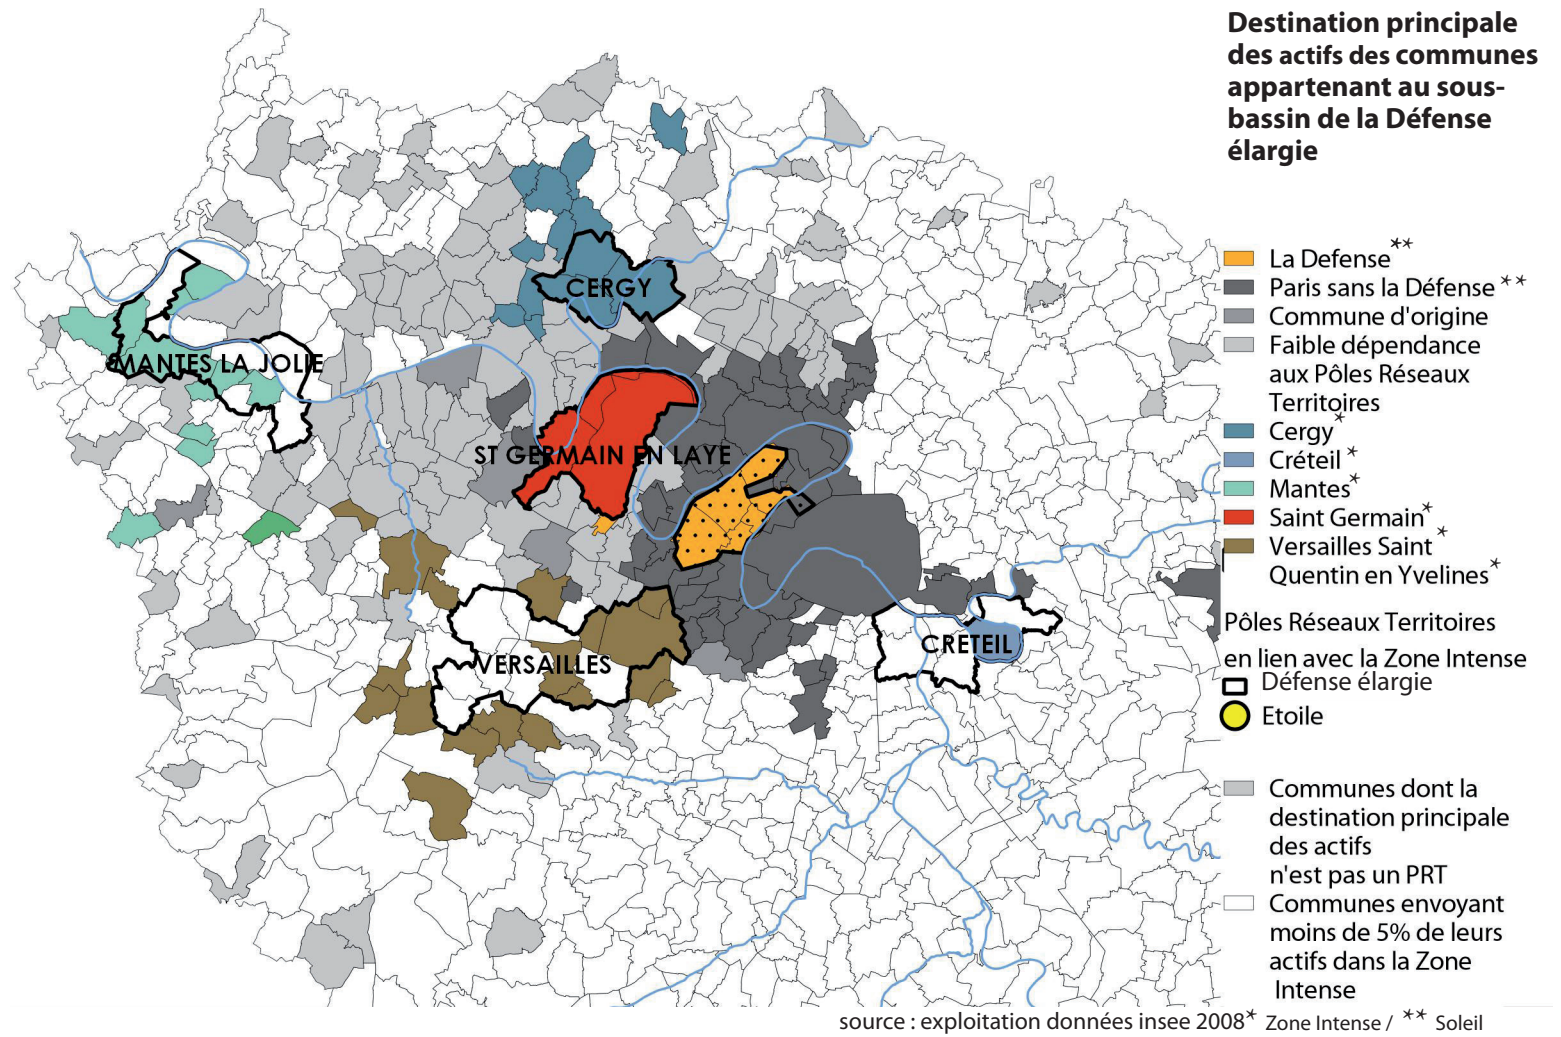 Destination principale
des actifs des communes
appartenant au sous-
bassin de la Défense
élargie
La Defense**
Paris sans la Défense**
Commune d'origine
Faible dépendance
aux Pôles Réseaux
Territoires
Cergy*
Créteil*
Mantes*
Saint Germain*
Versailles Saint*
Quentin en Yvelines*
Pôles Réseaux Territoires
en lien avec la Zone Intense
Défense élargie
Etoile
Communes dont la
destination principale
des actifs
n'est pas un PRT
Communes envoyant
moins de 5% de leurs
actifs dans la Zone
Intense
CERGY
MANTES LA JOLIE
ST GERMAIN EN LAYE
VERSAILLES
CRETEIL
source : exploitation données insee 2008* Zone Intense / ** Soleil